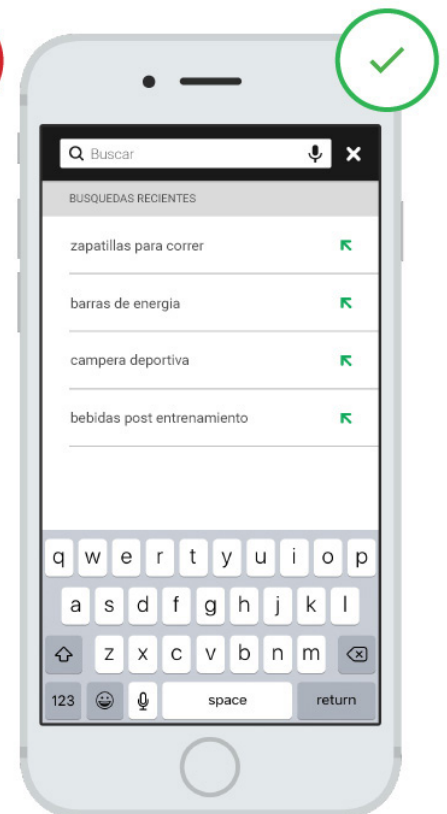 Buscar
BUSQUEDAS RECIENTES
zapatillas para correr
barras de energia
campera deportiva
bebidas post entrenamiento
q w e r t y u i o p
a s d f g h j k l
z x c v b n m
123 space return